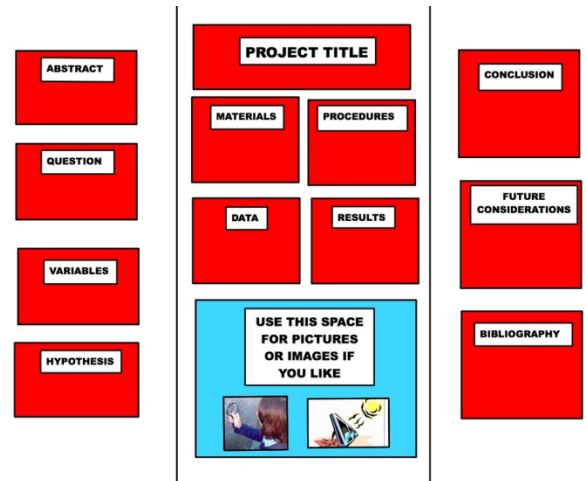 ABSTRACT
QUESTION
VARIABLES
HYPOTHESIS
PROJECT TITLE
MATERIALS
PROCEDURES
DATA
RESULTS
USE THIS SPACE
FOR PICTURES
OR IMAGES IF
YOU LIKE
CONCLUSION
FUTURE
CONSIDERATIONS
BIBLIOGRAPHY